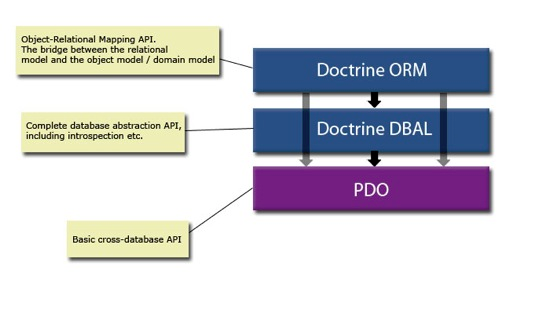 Object-Relational Mapping API.
The bridge between the relational
model and the object model / domain model
Doctrine ORM
Complete database abstraction API,
including introspection etc.
Doctrine DBAL
PDO
Basic cross-database API